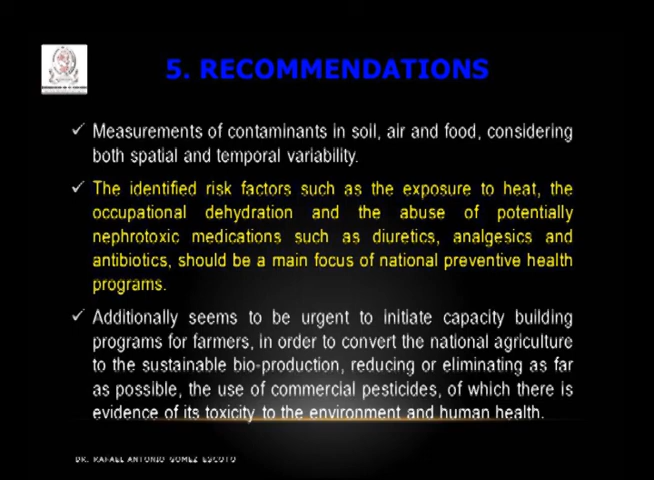 5. RECOMMENDATIONS
✓ Measurements of contaminants in soil, air and food, considering
both spatial and temporal variability.
✓ The identified risk factors such as the exposure to heat, the
occupational dehydration and the abuse of potentially
nephrotoxic medications such as diuretics, analgesics and
antibiotics, should be a main focus of national preventive health
programs.
✓ Additionally seems to be urgent to initiate capacity building
programs for farmers, in order to convert the national agriculture
to the sustainable bio-production, reducing or eliminating as far
as possible, the use of commercial pesticides, of which there is
evidence of its toxicity to the environment and human health.
DR. RAFAEL ANTONIO GOMEZ ESCOTO